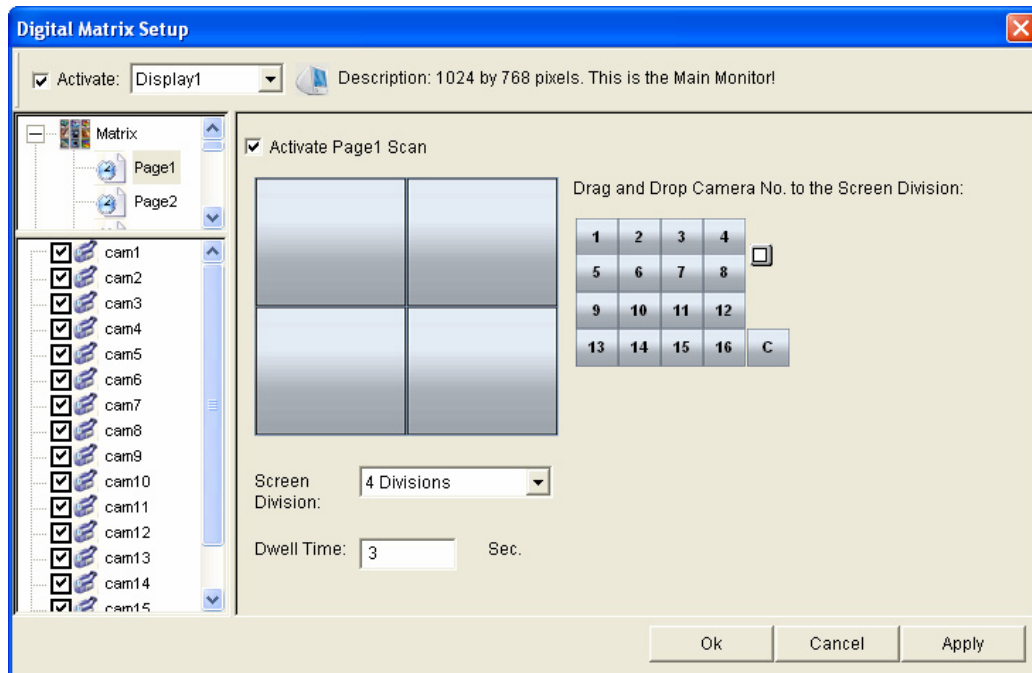 Digital Matrix Setup
Activate: Display1 Description: 1024 by 768 pixels. This is the Main Monitor!
Matrix
Page1
Page2
Activate Page1 Scan
Drag and Drop Camera No. to the Screen Division:
1 2 3 4
5 6 7 8
9 10 11 12
13 14 15 16 C
cam1
cam2
cam3
cam4
cam5
cam6
cam7
cam8
cam9
cam10
cam11
cam12
cam13
cam14
cam15
Screen Division: 4 Divisions
Dwell Time: 3 Sec.
Ok Cancel Apply